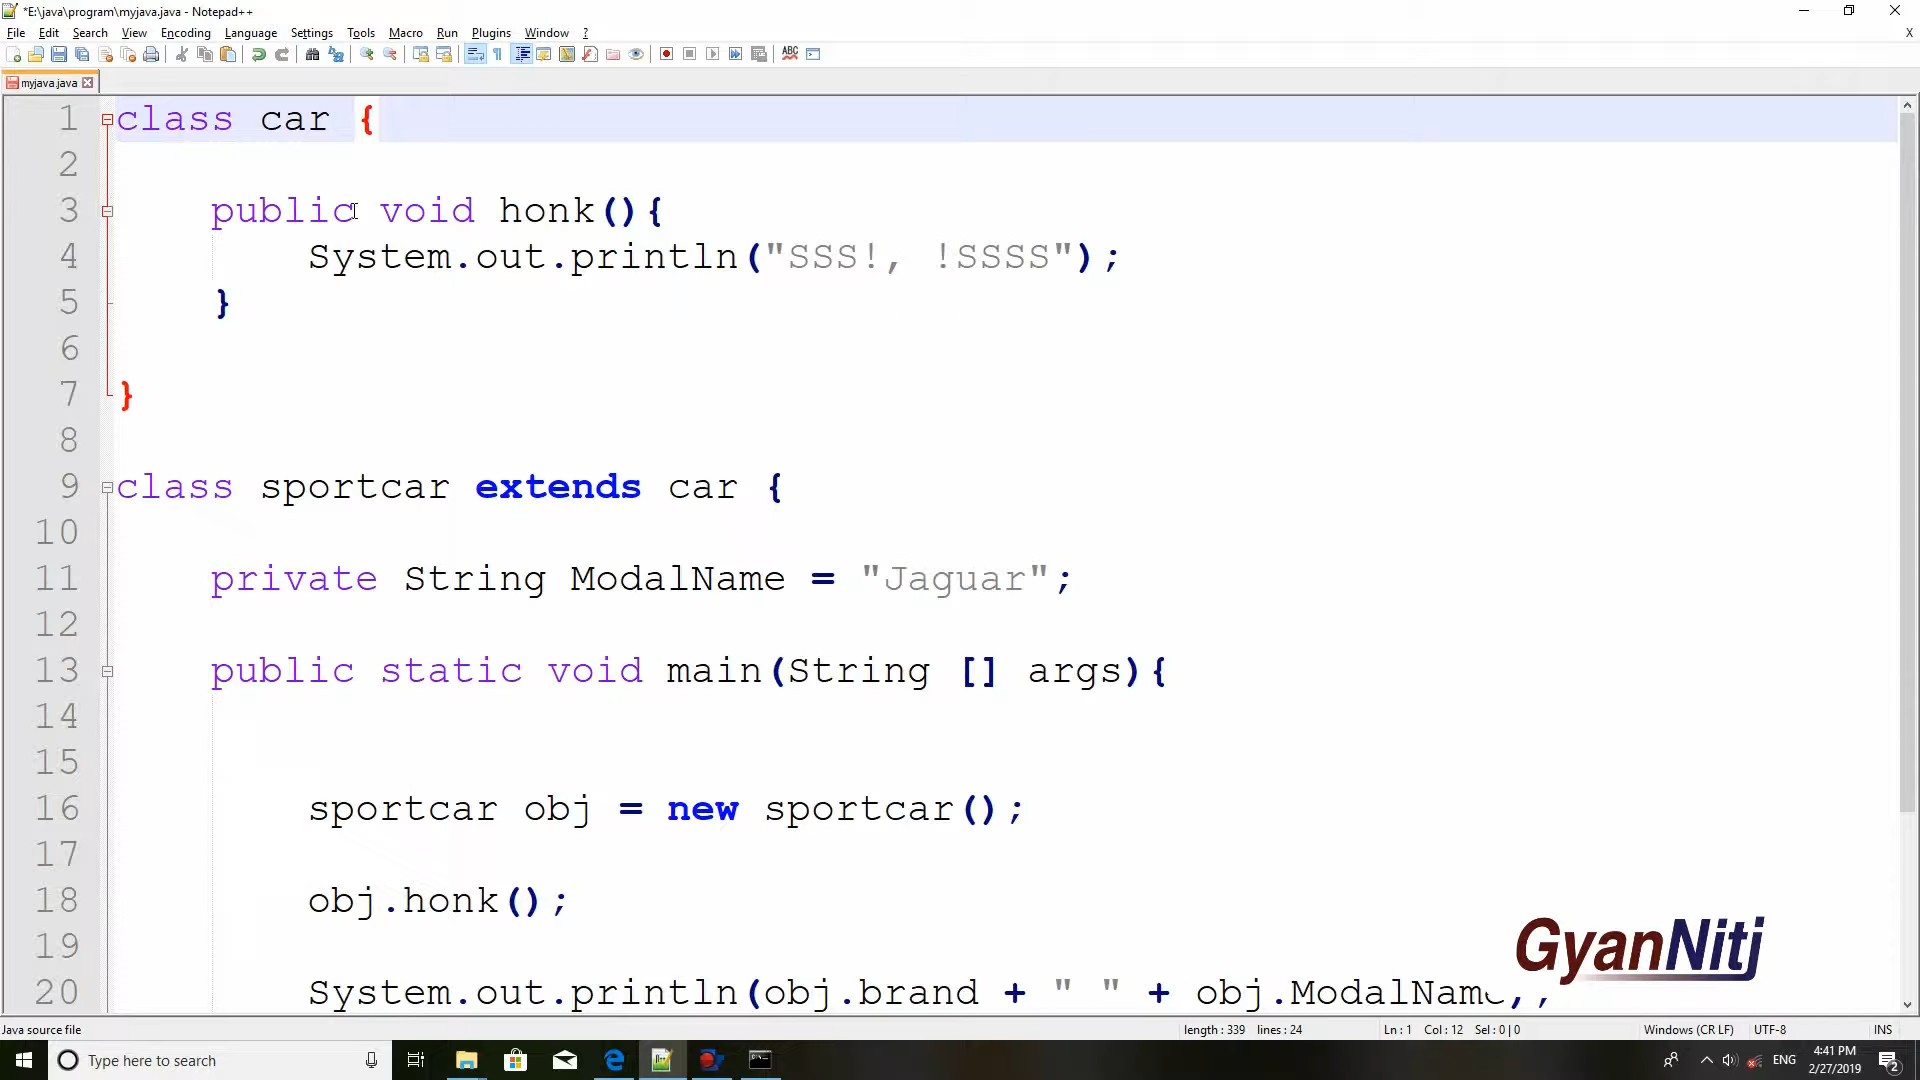 *E:\java\program\myjava.java - Notepad++
File Edit Search View Encoding Language Settings Tools Macro Run Plugins Window ? X
myjava.java
1 class car {
2
3 public void honk(){
4 System.out.println("SSS!, !SSSS");
5 }
6
7 }
8
9 class sportcar extends car {
10
11 private String ModalName = "Jaguar";
12
13 public static void main(String [] args){
14
15
16 sportcar obj = new sportcar();
17
18 obj.honk();
19
20 System.out.println(obj.brand + " " + obj.ModalName);
GyanNiti
Java source file length : 339 lines : 24 Ln : 1 Col : 12 Sel : 0 | 0 Windows (CR LF) UTF-8 INS
Type here to search ENG 4:41 PM
2/27/2019 2